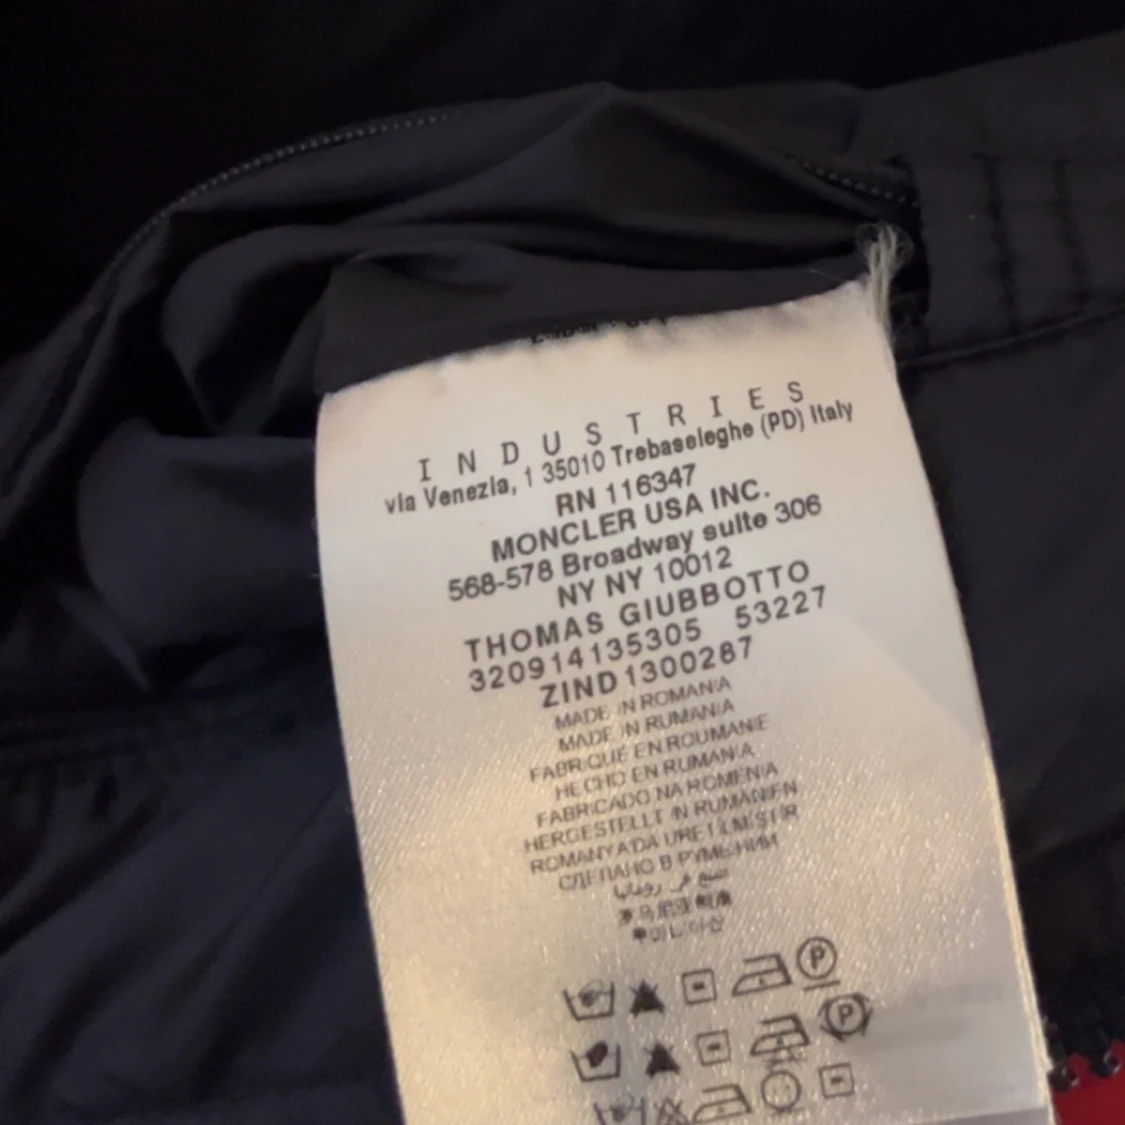 I N D U S T R I E S
via Venezia, 1 35010 Trebaseleghe (PD) Italy
RN 116347
MONCLER USA INC.
568-578 Broadway suite 306
NY NY 10012
THOMAS GIUBBOTTO
320914135305 53227
ZIND1300287
MADE IN ROMANIA
MADE IN RUMANIA
FABRIQUÉ EN ROUMANIE
HECHO EN RUMANIA
FABRICADO NA ROMENIA
HERGESTELLT IN RUMÄNIEN
ROMANYADA
СДЕЛАНО В
P
P